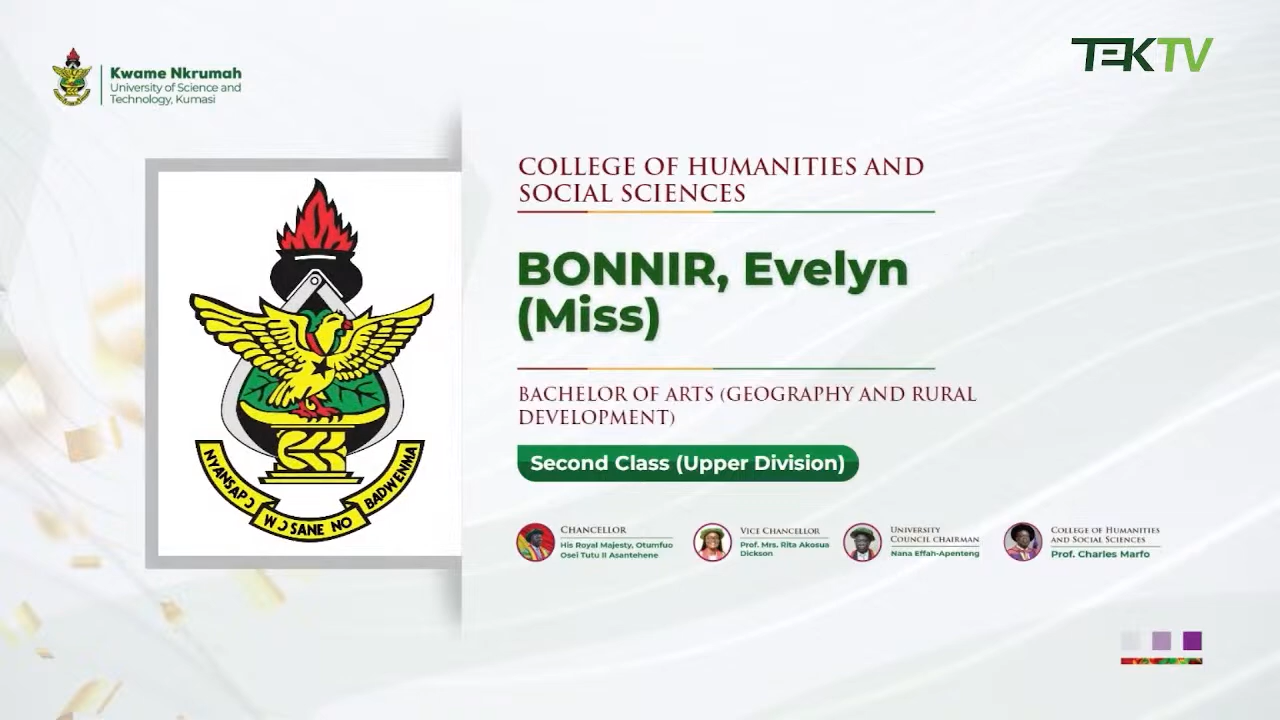 TEKTV
Kwame Nkrumah
University of Science and
Technology, Kumasi
COLLEGE OF HUMANITIES AND
SOCIAL SCIENCES
BONNIR, Evelyn
(Miss)
BACHELOR OF ARTS (GEOGRAPHY AND RURAL
DEVELOPMENT)
Second Class (Upper Division)
NYANSAPƆ WƆSANE NO BADWENMA
CHANCELLOR
His Royal Majesty, Otumfuo
Osei Tutu II Asantehene
VICE CHANCELLOR
Prof. Mrs. Rita Akosua
Dickson
UNIVERSITY
COUNCIL CHAIRMAN
Nana Effah-Apenteng
COLLEGE OF HUMANITIES
AND SOCIAL SCIENCES
Prof. Charles Marfo